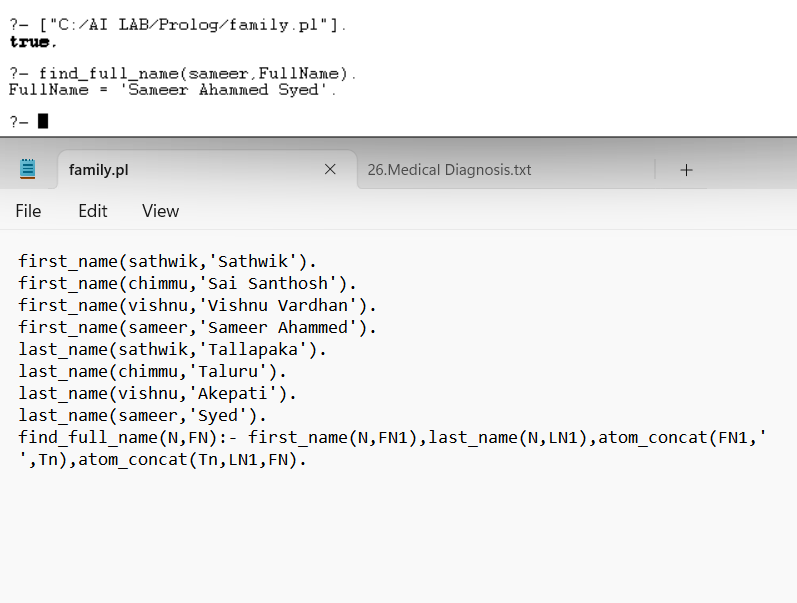 ?- ["C:/AI LAB/Prolog/family.pl"].
true.
?- find_full_name(sameer,FullName).
FullName = 'Sameer Ahammed Syed'.
?-
family.pl
26.Medical Diagnosis.txt
File Edit View
first_name(sathwik,'Sathwik').
first_name(chimmu,'Sai Santhosh').
first_name(vishnu,'Vishnu Vardhan').
first_name(sameer,'Sameer Ahammed').
last_name(sathwik,'Tallapaka').
last_name(chimmu,'Taluru').
last_name(vishnu,'Akepati').
last_name(sameer,'Syed').
find_full_name(N,FN):- first_name(N,FN1),last_name(N,LN1),atom_concat(FN1,'
',Tn),atom_concat(Tn,LN1,FN).